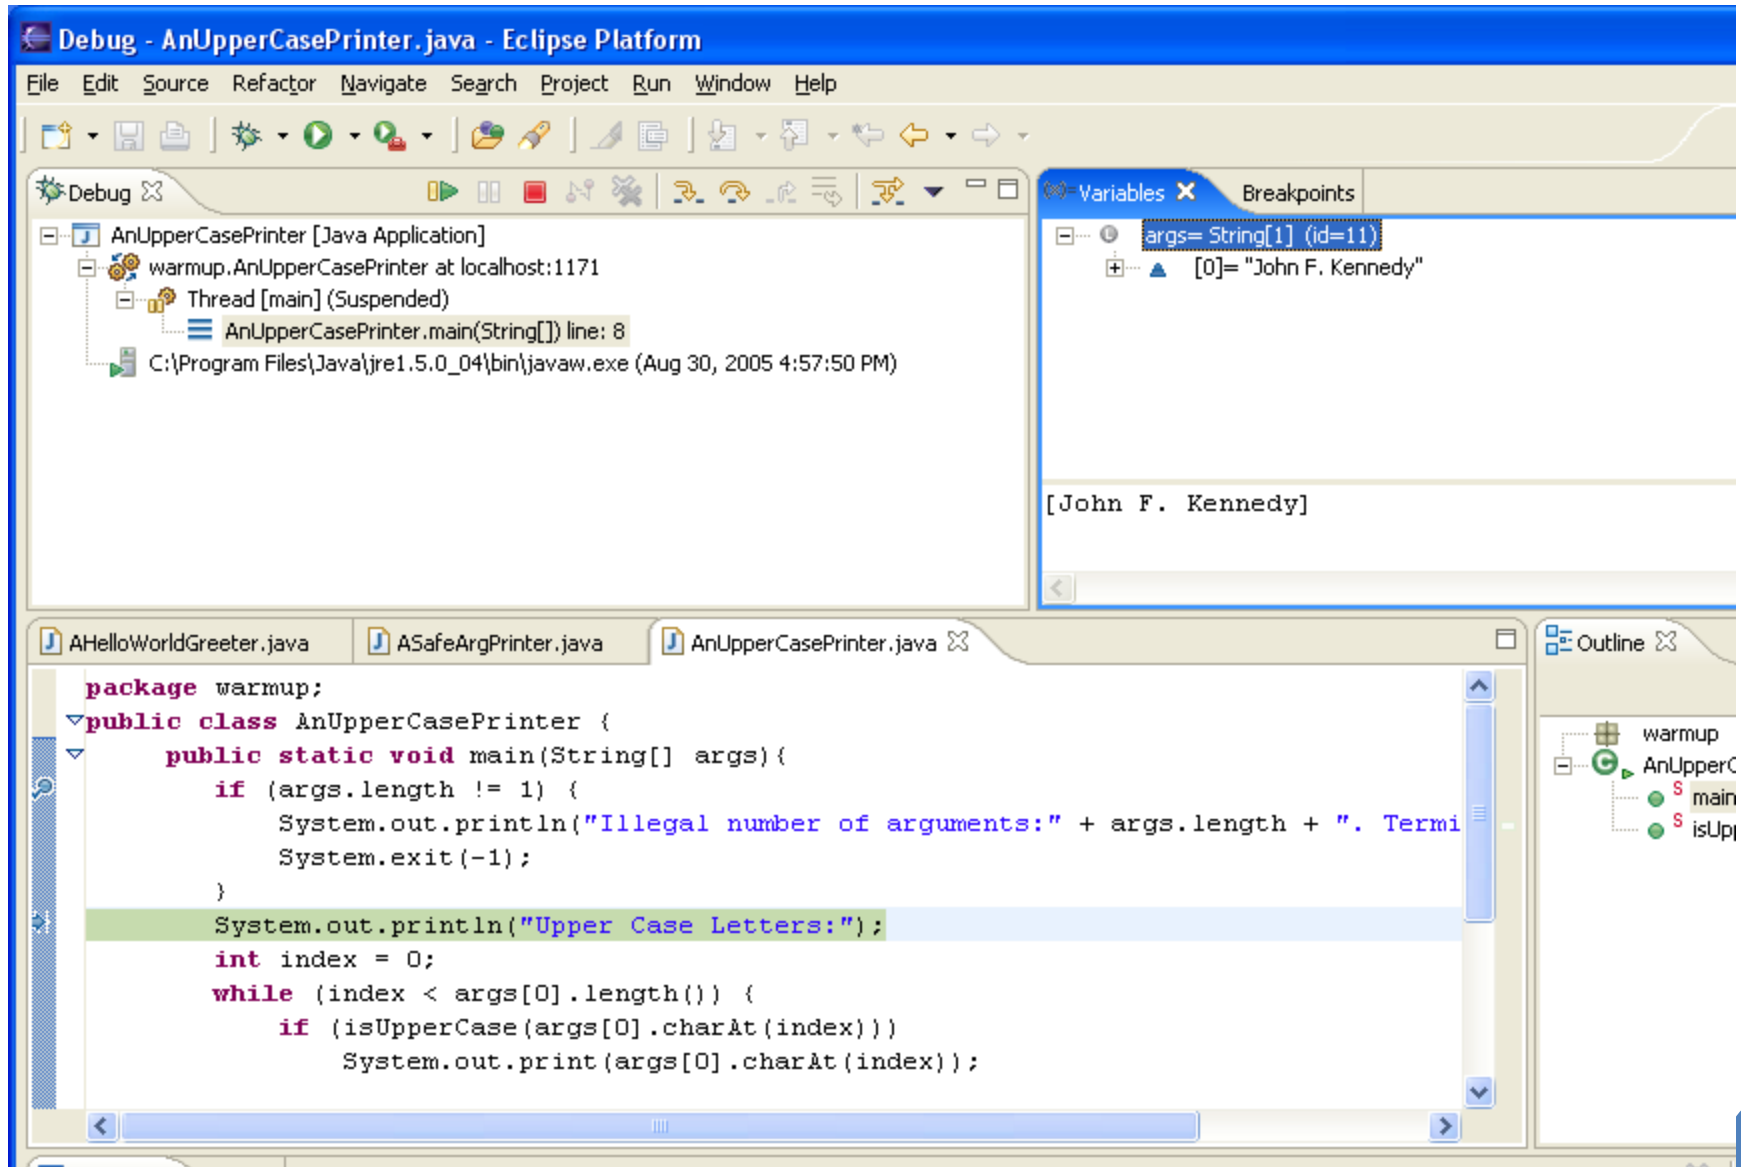 Debug - AnUpperCasePrinter.java - Eclipse Platform
File Edit Source Refactor Navigate Search Project Run Window Help
Debug
AnUpperCasePrinter [Java Application]
warmup.AnUpperCasePrinter at localhost:1171
Thread [main] (Suspended)
AnUpperCasePrinter.main(String[]) line: 8
C:\Program Files\Java\jre1.5.0_04\bin\javaw.exe (Aug 30, 2005 4:57:50 PM)
(x)= Variables Breakpoints
args= String[1] (id=11)
[0]= "John F. Kennedy"
[John F. Kennedy]
AHelloWorldGreeter.java ASafeArgPrinter.java AnUpperCasePrinter.java
package warmup;
public class AnUpperCasePrinter {
public static void main(String[] args){
if (args.length != 1) {
System.out.println("Illegal number of arguments:" + args.length + ". Termi
System.exit(-1);
}
System.out.println("Upper Case Letters:");
int index = 0;
while (index < args[0].length()) {
if (isUpperCase(args[0].charAt(index)))
System.out.print(args[0].charAt(index));
Outline
warmup
AnUpperC
S main
S isUpp